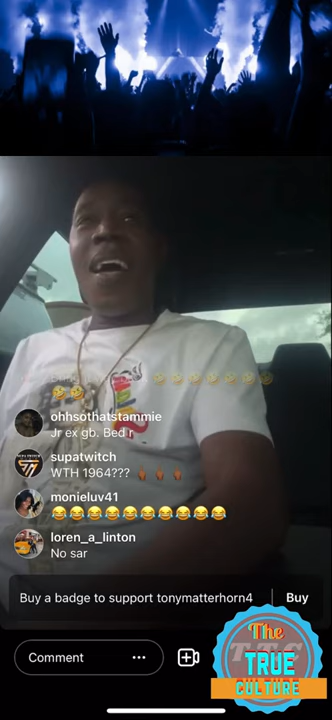 ohhsothatstammie
Jr ex gb. Bed r
supatwitch
WTH 1964???
monieluv41
loren_a_linton
No sar
Buy a badge to support tonymatterhorn4
Buy
Comment
The
TRUE
CULTURE